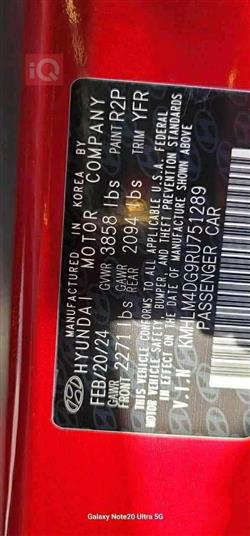 iQ
MANUFACTURED IN KOREA BY
HYUNDAI MOTOR COMPANY
FEB/20/24 GVWR 3858 lbs PAINT R2P
GAWR FRONT 2271 lbs GAWR REAR 2094 lbs TRIM YFR
THIS VEHICLE CONFORMS TO ALL APPLICABLE U.S.A. FEDERAL
MOTOR VEHICLE SAFETY, BUMPER, AND THEFT PREVENTION STANDARDS
IN EFFECT ON THE DATE OF MANUFACTURE SHOWN ABOVE
V.I.N KMHLM4DG9RU751289
PASSENGER CAR
Galaxy Note20 Ultra 5G